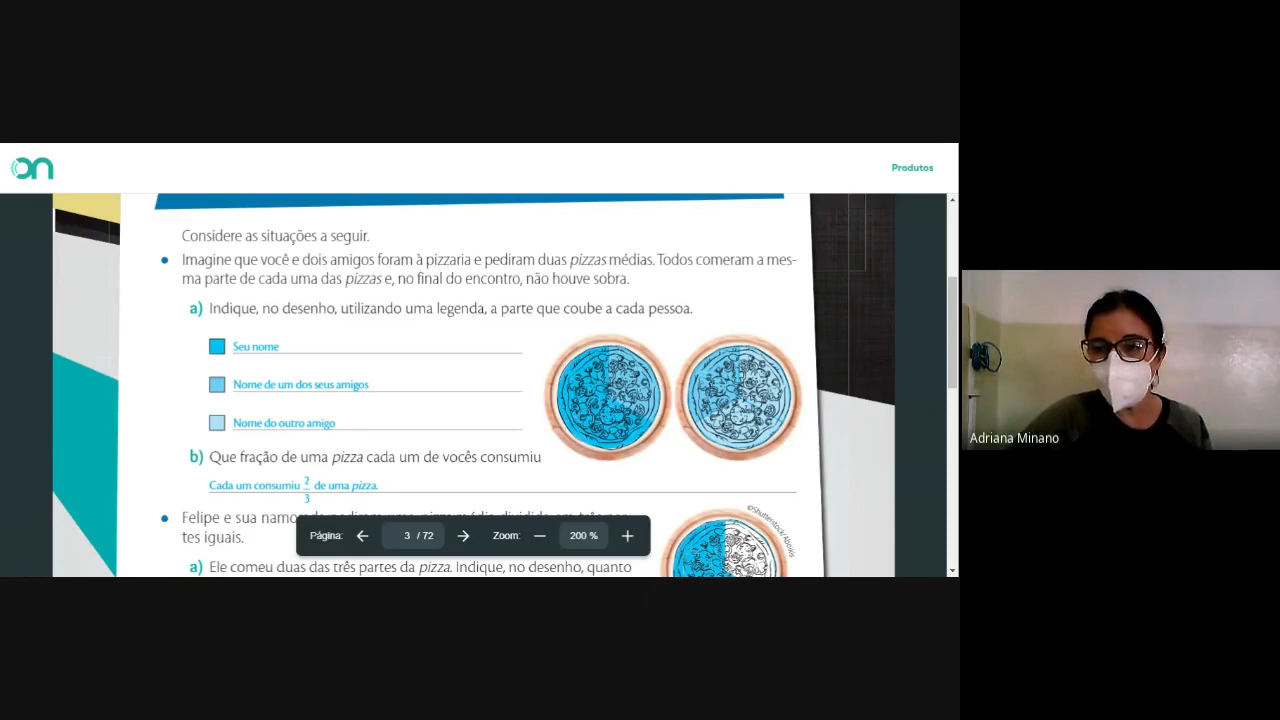 on
Produtos
Considere as situações a seguir.
Imagine que você e dois amigos foram à pizzaria e pediram duas pizzas médias. Todos comeram a mes-
ma parte de cada uma das pizzas e, no final do encontro, não houve sobra.
a) Indique, no desenho, utilizando uma legenda, a parte que coube a cada pessoa.
Seu nome
Nome de um dos seus amigos
Nome do outro amigo
b) Que fração de uma pizza cada um de vocês consumiu
Cada um consumiu 2/3 de uma pizza.
Felipe e sua
tes iguais.
a) Ele comeu duas das três partes da pizza. Indique, no desenho, quanto
©Shutterstock/
Página: 3 / 72 Zoom: 200 %
Adriana Minano